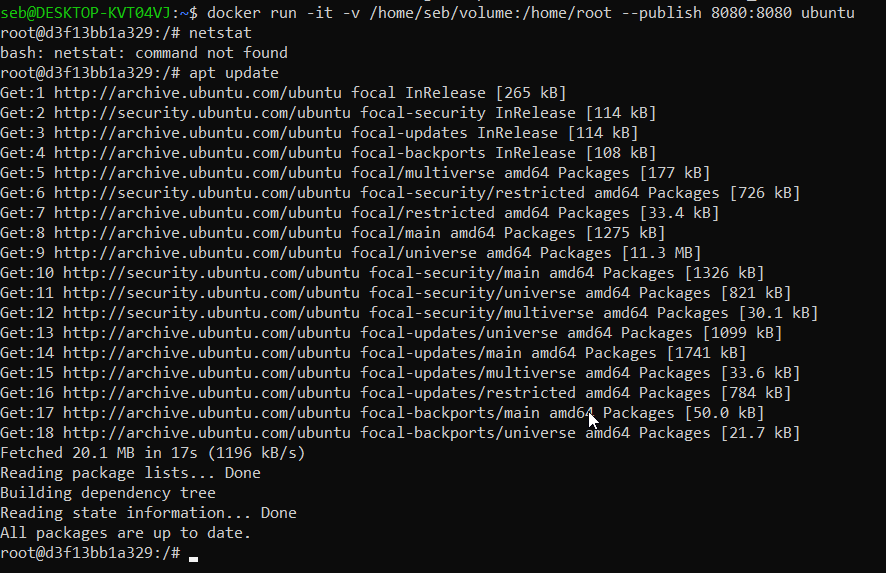 seb@DESKTOP-KVT04VJ:~$ docker run -it -v /home/seb/volume:/home/root --publish 8080:8080 ubuntu
root@d3f13bb1a329:/# netstat
bash: netstat: command not found
root@d3f13bb1a329:/# apt update
Get:1 http://archive.ubuntu.com/ubuntu focal InRelease [265 kB]
Get:2 http://security.ubuntu.com/ubuntu focal-security InRelease [114 kB]
Get:3 http://archive.ubuntu.com/ubuntu focal-updates InRelease [114 kB]
Get:4 http://archive.ubuntu.com/ubuntu focal-backports InRelease [108 kB]
Get:5 http://archive.ubuntu.com/ubuntu focal/multiverse amd64 Packages [177 kB]
Get:6 http://security.ubuntu.com/ubuntu focal-security/restricted amd64 Packages [726 kB]
Get:7 http://archive.ubuntu.com/ubuntu focal/restricted amd64 Packages [33.4 kB]
Get:8 http://archive.ubuntu.com/ubuntu focal/main amd64 Packages [1275 kB]
Get:9 http://archive.ubuntu.com/ubuntu focal/universe amd64 Packages [11.3 MB]
Get:10 http://security.ubuntu.com/ubuntu focal-security/main amd64 Packages [1326 kB]
Get:11 http://security.ubuntu.com/ubuntu focal-security/universe amd64 Packages [821 kB]
Get:12 http://security.ubuntu.com/ubuntu focal-security/multiverse amd64 Packages [30.1 kB]
Get:13 http://archive.ubuntu.com/ubuntu focal-updates/universe amd64 Packages [1099 kB]
Get:14 http://archive.ubuntu.com/ubuntu focal-updates/main amd64 Packages [1741 kB]
Get:15 http://archive.ubuntu.com/ubuntu focal-updates/multiverse amd64 Packages [33.6 kB]
Get:16 http://archive.ubuntu.com/ubuntu focal-updates/restricted amd64 Packages [784 kB]
Get:17 http://archive.ubuntu.com/ubuntu focal-backports/main amd64 Packages [50.0 kB]
Get:18 http://archive.ubuntu.com/ubuntu focal-backports/universe amd64 Packages [21.7 kB]
Fetched 20.1 MB in 17s (1196 kB/s)
Reading package lists... Done
Building dependency tree
Reading state information... Done
All packages are up to date.
root@d3f13bb1a329:/#